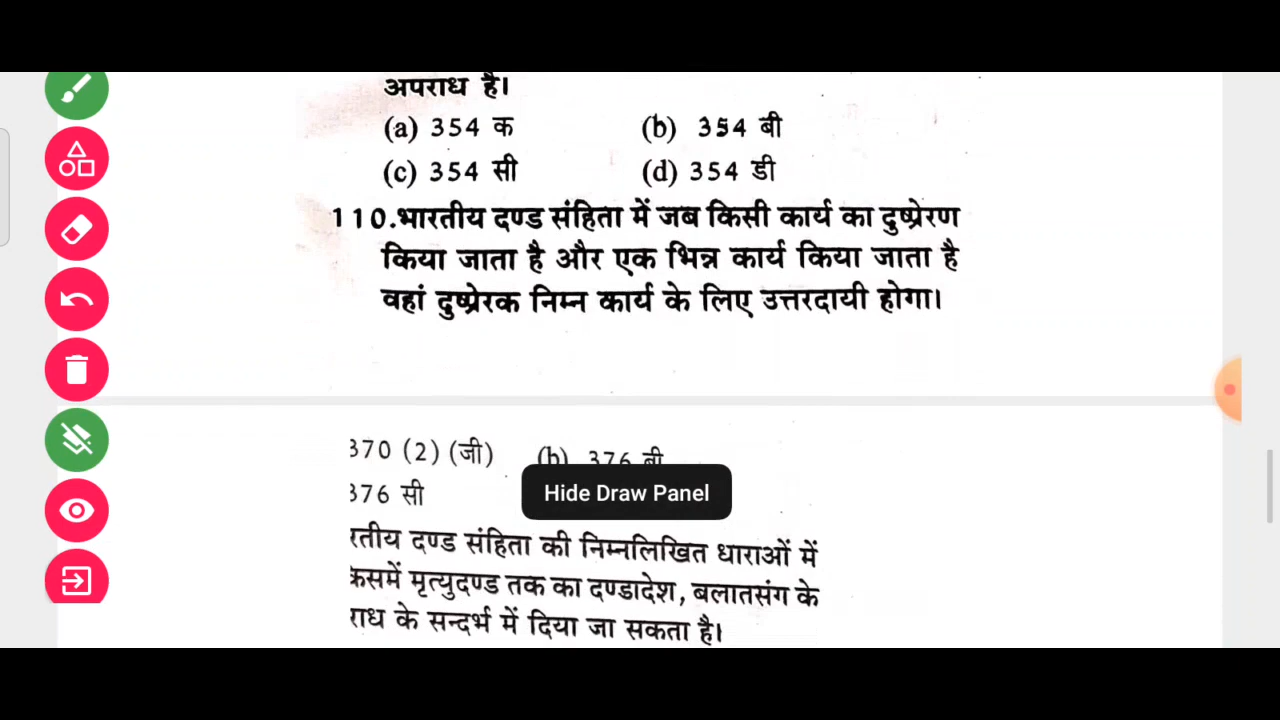 अपराध है।
(a) 354 क (b) 354 बी
(c) 354 सी (d) 354 डी
110.भारतीय दण्ड संहिता में जब किसी कार्य का दुष्प्रेरण
किया जाता है और एक भिन्न कार्य किया जाता है
वहां दुष्प्रेरक निम्न कार्य के लिए उत्तरदायी होगा।
370 (2) (जी) (b) 376 बी
376 सी
Hide Draw Panel
रतीय दण्ड संहिता की निम्नलिखित धाराओं में
मृत्युदण्ड तक का दण्डादेश, बलातसंग के
राध के सन्दर्भ में दिया जा सकता है।